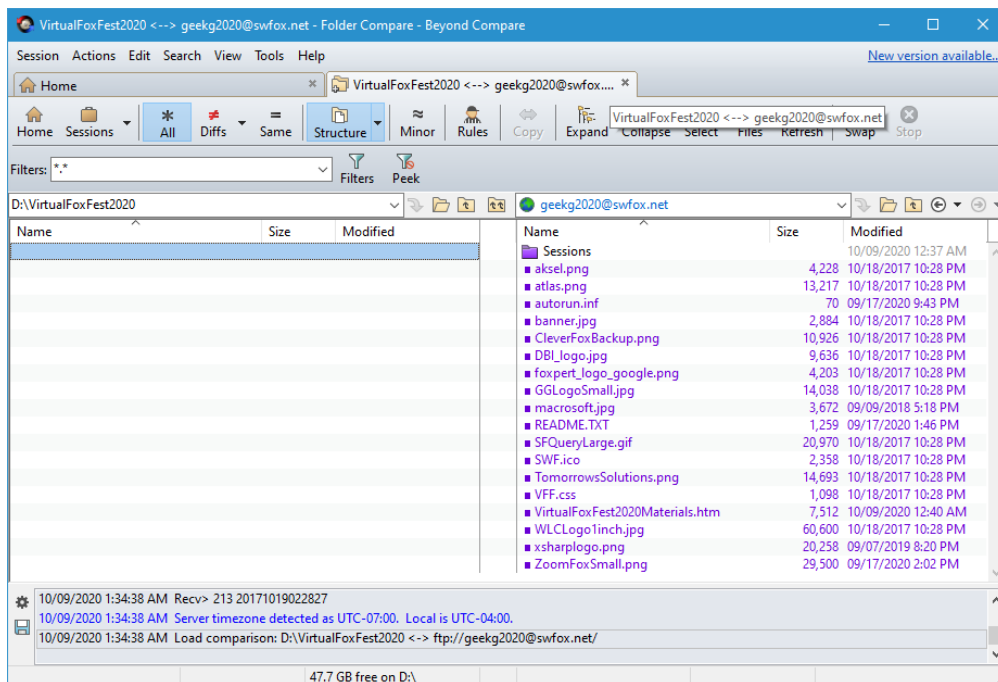 VirtualFoxFest2020 <--> geekg2020@swfox.net - Folder Compare - Beyond Compare
Session Actions Edit Search View Tools Help New version available..
Home VirtualFoxFest2020 <--> geekg2020@swfox....
Home Sessions All Diffs Same Structure Minor Rules Copy Expand Collapse Select Files Refresh Swap Stop
VirtualFoxFest2020 <--> geekg2020@swfox.net
Filters: *.* Filters Peek
D:\VirtualFoxFest2020 geekg2020@swfox.net
Name Size Modified Name Size Modified
Sessions 10/09/2020 12:37 AM
aksel.png 4,228 10/18/2017 10:28 PM
atlas.png 13,217 10/18/2017 10:28 PM
autorun.inf 70 09/17/2020 9:43 PM
banner.jpg 2,884 10/18/2017 10:28 PM
CleverFoxBackup.png 10,926 10/18/2017 10:28 PM
DBI_logo.jpg 9,636 10/18/2017 10:28 PM
foxpert_logo_google.png 4,203 10/18/2017 10:28 PM
GGLogoSmall.jpg 14,038 10/18/2017 10:28 PM
macrosoft.jpg 3,672 09/09/2018 5:18 PM
README.TXT 1,259 09/17/2020 1:46 PM
SFQueryLarge.gif 20,970 10/18/2017 10:28 PM
SWF.ico 2,358 10/18/2017 10:28 PM
TomorrowsSolutions.png 14,693 10/18/2017 10:28 PM
VFF.css 1,098 10/18/2017 10:28 PM
VirtualFoxFest2020Materials.htm 7,512 10/09/2020 12:40 AM
WLCLogo1inch.jpg 60,600 10/18/2017 10:28 PM
xsharplogo.png 20,258 09/07/2019 8:20 PM
ZoomFoxSmall.png 29,500 09/17/2020 2:02 PM
10/09/2020 1:34:38 AM Recv> 213 20171019022827
10/09/2020 1:34:38 AM Server timezone detected as UTC-07:00. Local is UTC-04:00.
10/09/2020 1:34:38 AM Load comparison: D:\VirtualFoxFest2020 <-> ftp://geekg2020@swfox.net/
47.7 GB free on D:\